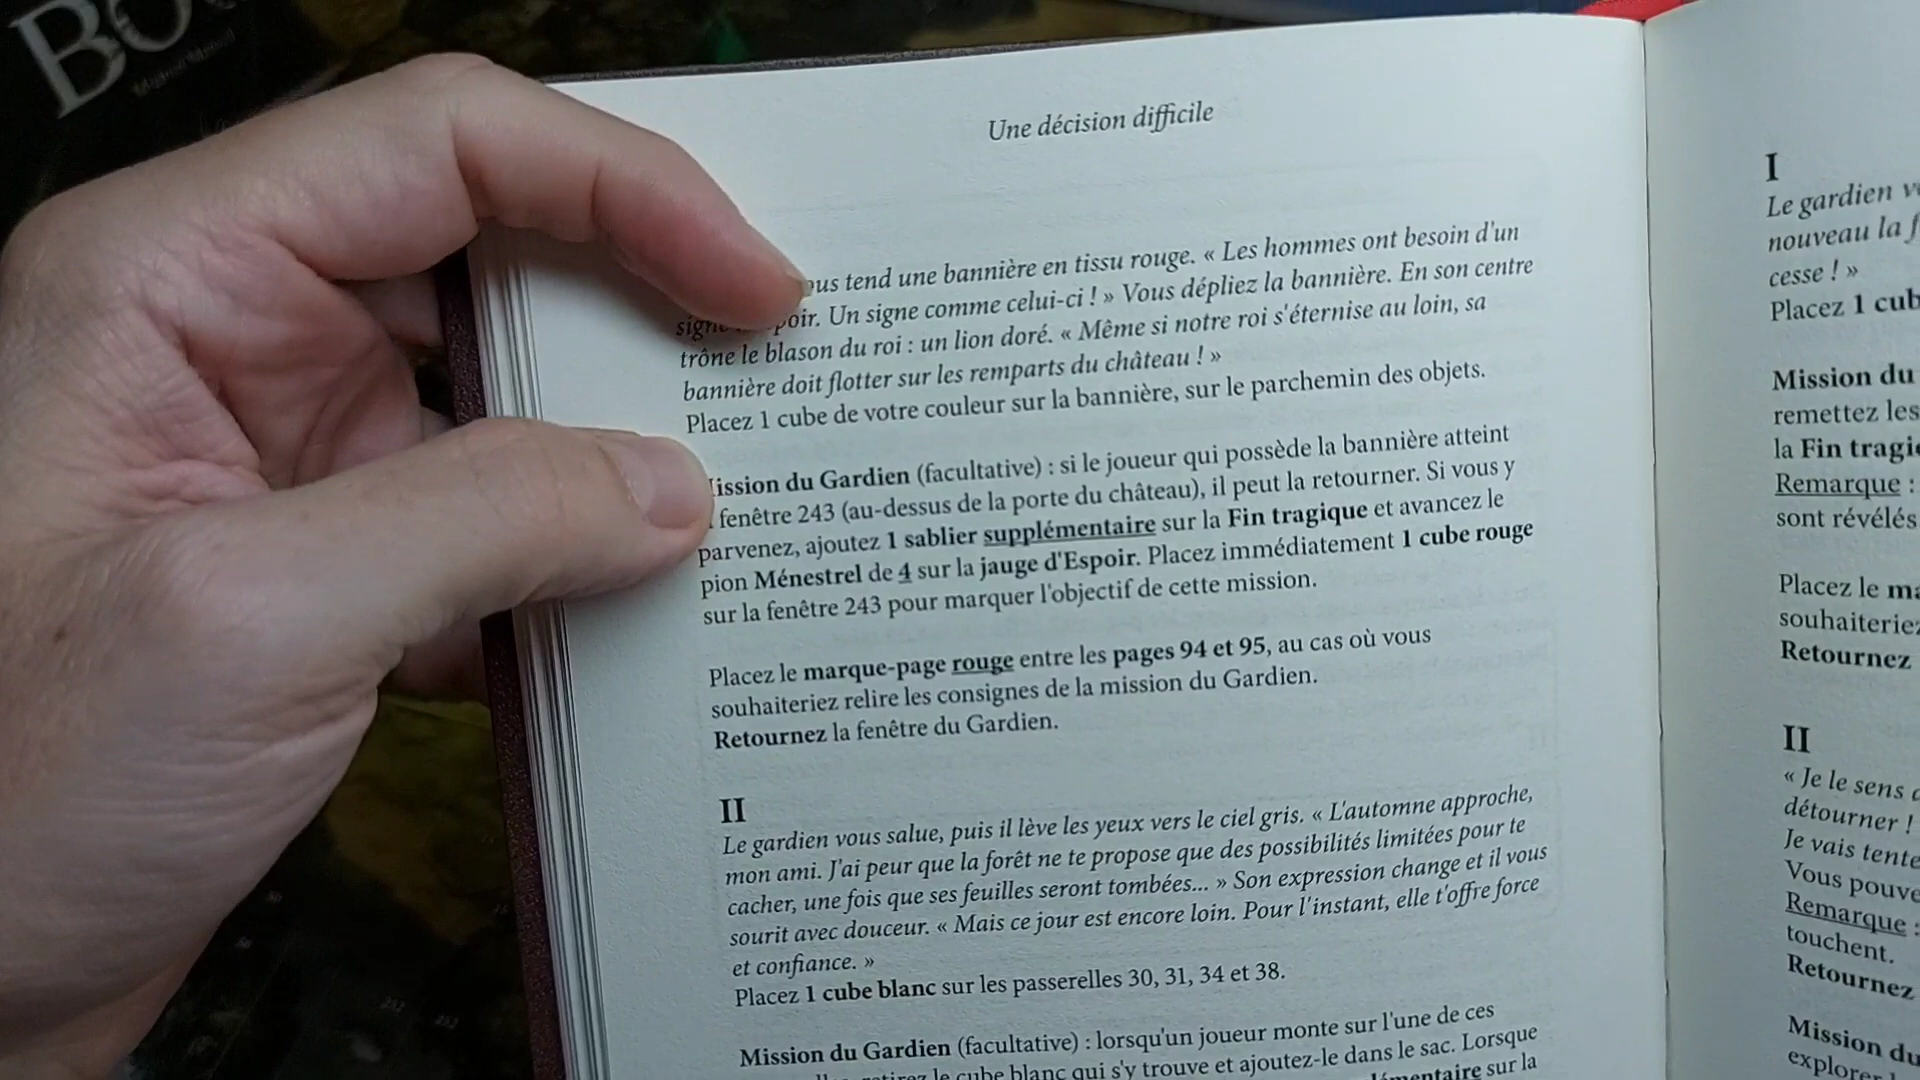 Une décision difficile
tend une bannière en tissu rouge. « Les hommes ont besoin d'un
Un signe comme celui-ci ! » Vous dépliez la bannière. En son centre
trône le blason du roi : un lion doré. « Même si notre roi s'éternise au loin, sa
bannière doit flotter sur les remparts du château ! »
Placez 1 cube de votre couleur sur la bannière, sur le parchemin des objets.
du Gardien (facultative) : si le joueur qui possède la bannière atteint
fenêtre 243 (au-dessus de la porte du château), il peut la retourner. Si vous y
parvenez, ajoutez 1 sablier supplémentaire sur la Fin tragique et avancez le
pion Ménestrel de 4 sur la jauge d'Espoir. Placez immédiatement 1 cube rouge
sur la fenêtre 243 pour marquer l'objectif de cette mission.
Placez le marque-page rouge entre les pages 94 et 95, au cas où vous
souhaiteriez relire les consignes de la mission du Gardien.
Retournez la fenêtre du Gardien.
II
Le gardien vous salue, puis il lève les yeux vers le ciel gris. « L'automne approche,
mon ami. J'ai peur que la forêt ne te propose que des possibilités limitées pour te
cacher, une fois que ses feuilles seront tombées... » Son expression change et il vous
sourit avec douceur. « Mais ce jour est encore loin. Pour l'instant, elle t'offre force
et confiance. »
Placez 1 cube blanc sur les passerelles 30, 31, 34 et 38.
Mission du Gardien (facultative) : lorsqu'un joueur monte sur l'une de ces
le cube blanc qui s'y trouve et ajoutez-le dans le sac. Lorsque
sur la
I
Le gardien
nouveau la
cesse ! »
Placez 1
Mission du
remettez les
la Fin
Remarque :
sont révélés
Placez le
Retournez
II
« Je le sens
détourner !
Je vais
Vous
Remarque :
touchent.
Retournez
Mission
explorer